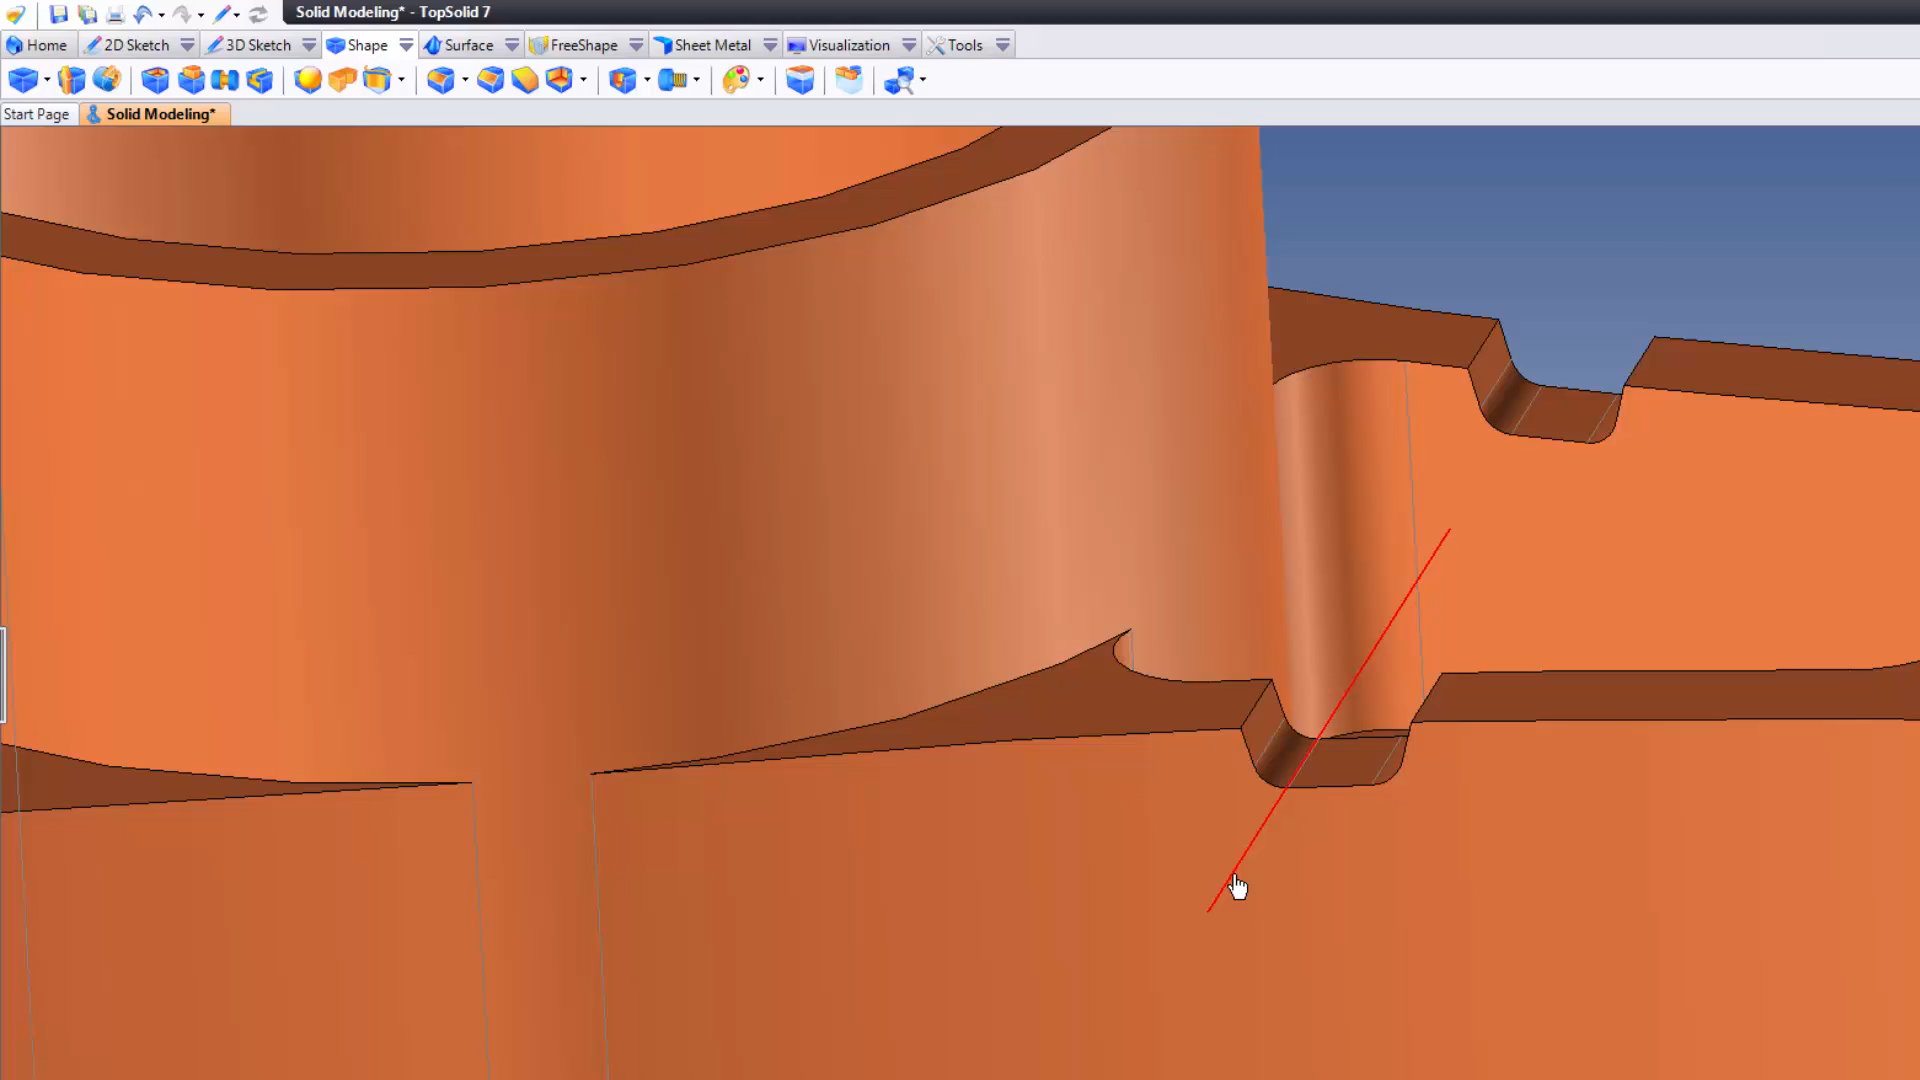 Solid Modeling* - TopSolid 7
Home 2D Sketch 3D Sketch Shape Surface FreeShape Sheet Metal Visualization Tools
Start Page Solid Modeling*